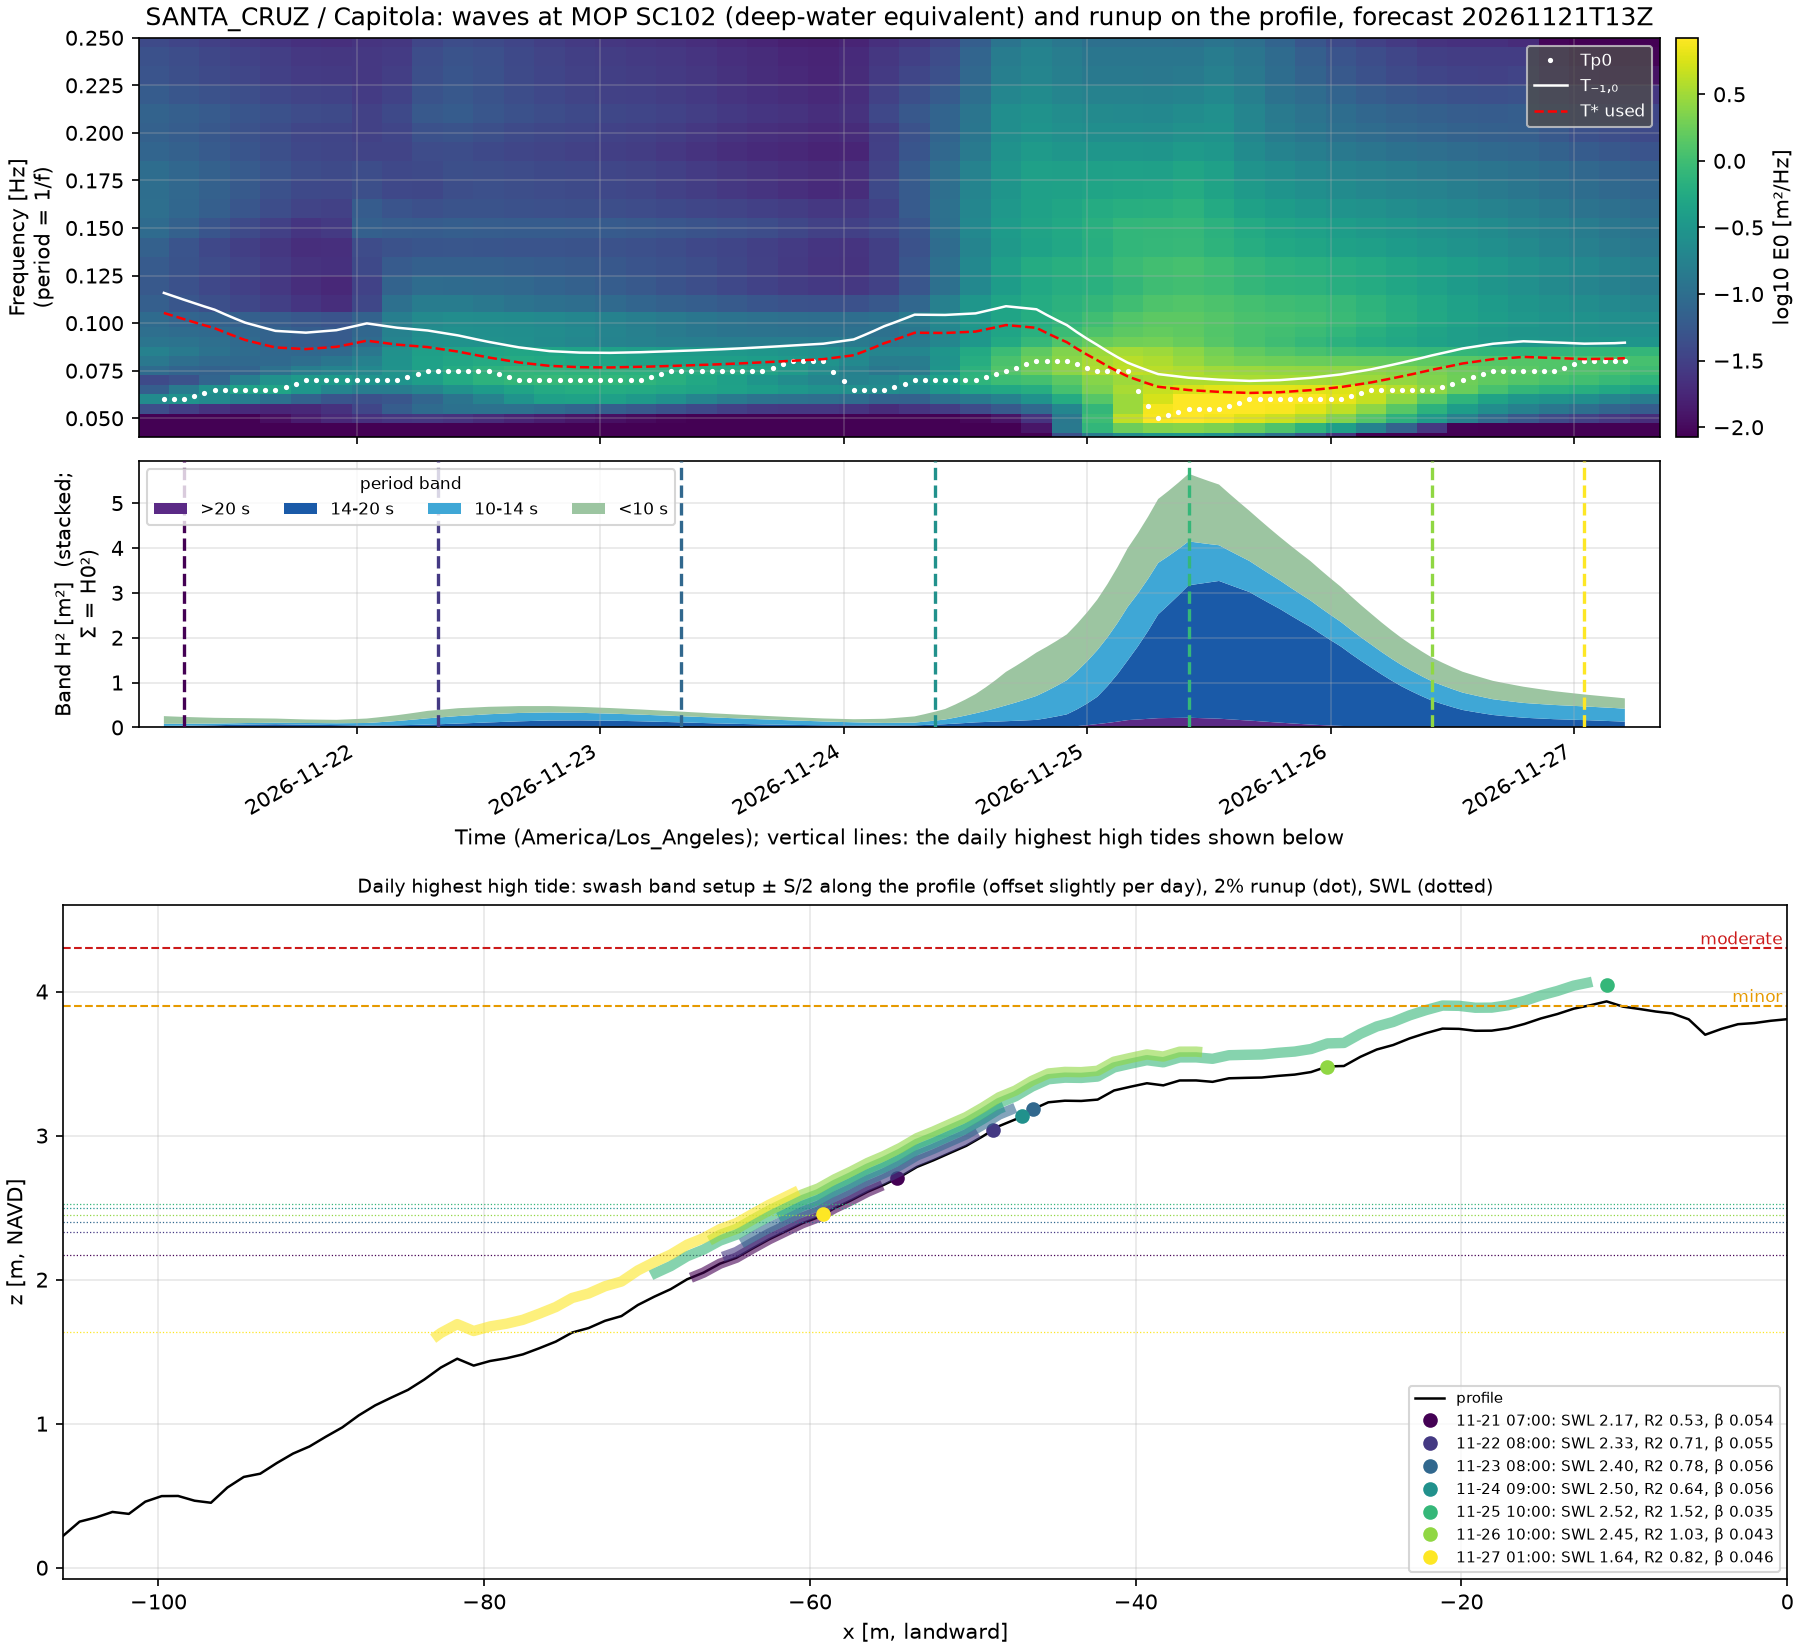 SANTA_CRUZ / Capitola: waves at MOP SC102 (deep-water equivalent) and runup on the profile, forecast 20261121T13Z
Frequency [Hz]
(period = 1/f)
0.250
0.225
0.200
0.175
0.150
0.125
0.100
0.075
0.050
Tp0
T₋₁,₀
T* used
0.5
0.0
−0.5
−1.0
−1.5
−2.0
log10 E0 [m²/Hz]
Band H² [m²]  (stacked;
Σ = H0²)
5
4
3
2
1
0
period band
>20 s
14-20 s
10-14 s
<10 s
2026-11-22
2026-11-23
2026-11-24
2026-11-25
2026-11-26
2026-11-27
Time (America/Los_Angeles); vertical lines: the daily highest high tides shown below
Daily highest high tide: swash band setup ± S/2 along the profile (offset slightly per day), 2% runup (dot), SWL (dotted)
z [m, NAVD]
4
3
2
1
0
moderate
minor
profile
11-21 07:00: SWL 2.17, R2 0.53, β 0.054
11-22 08:00: SWL 2.33, R2 0.71, β 0.055
11-23 08:00: SWL 2.40, R2 0.78, β 0.056
11-24 09:00: SWL 2.50, R2 0.64, β 0.056
11-25 10:00: SWL 2.52, R2 1.52, β 0.035
11-26 10:00: SWL 2.45, R2 1.03, β 0.043
11-27 01:00: SWL 1.64, R2 0.82, β 0.046
−100
−80
−60
−40
−20
0
x [m, landward]